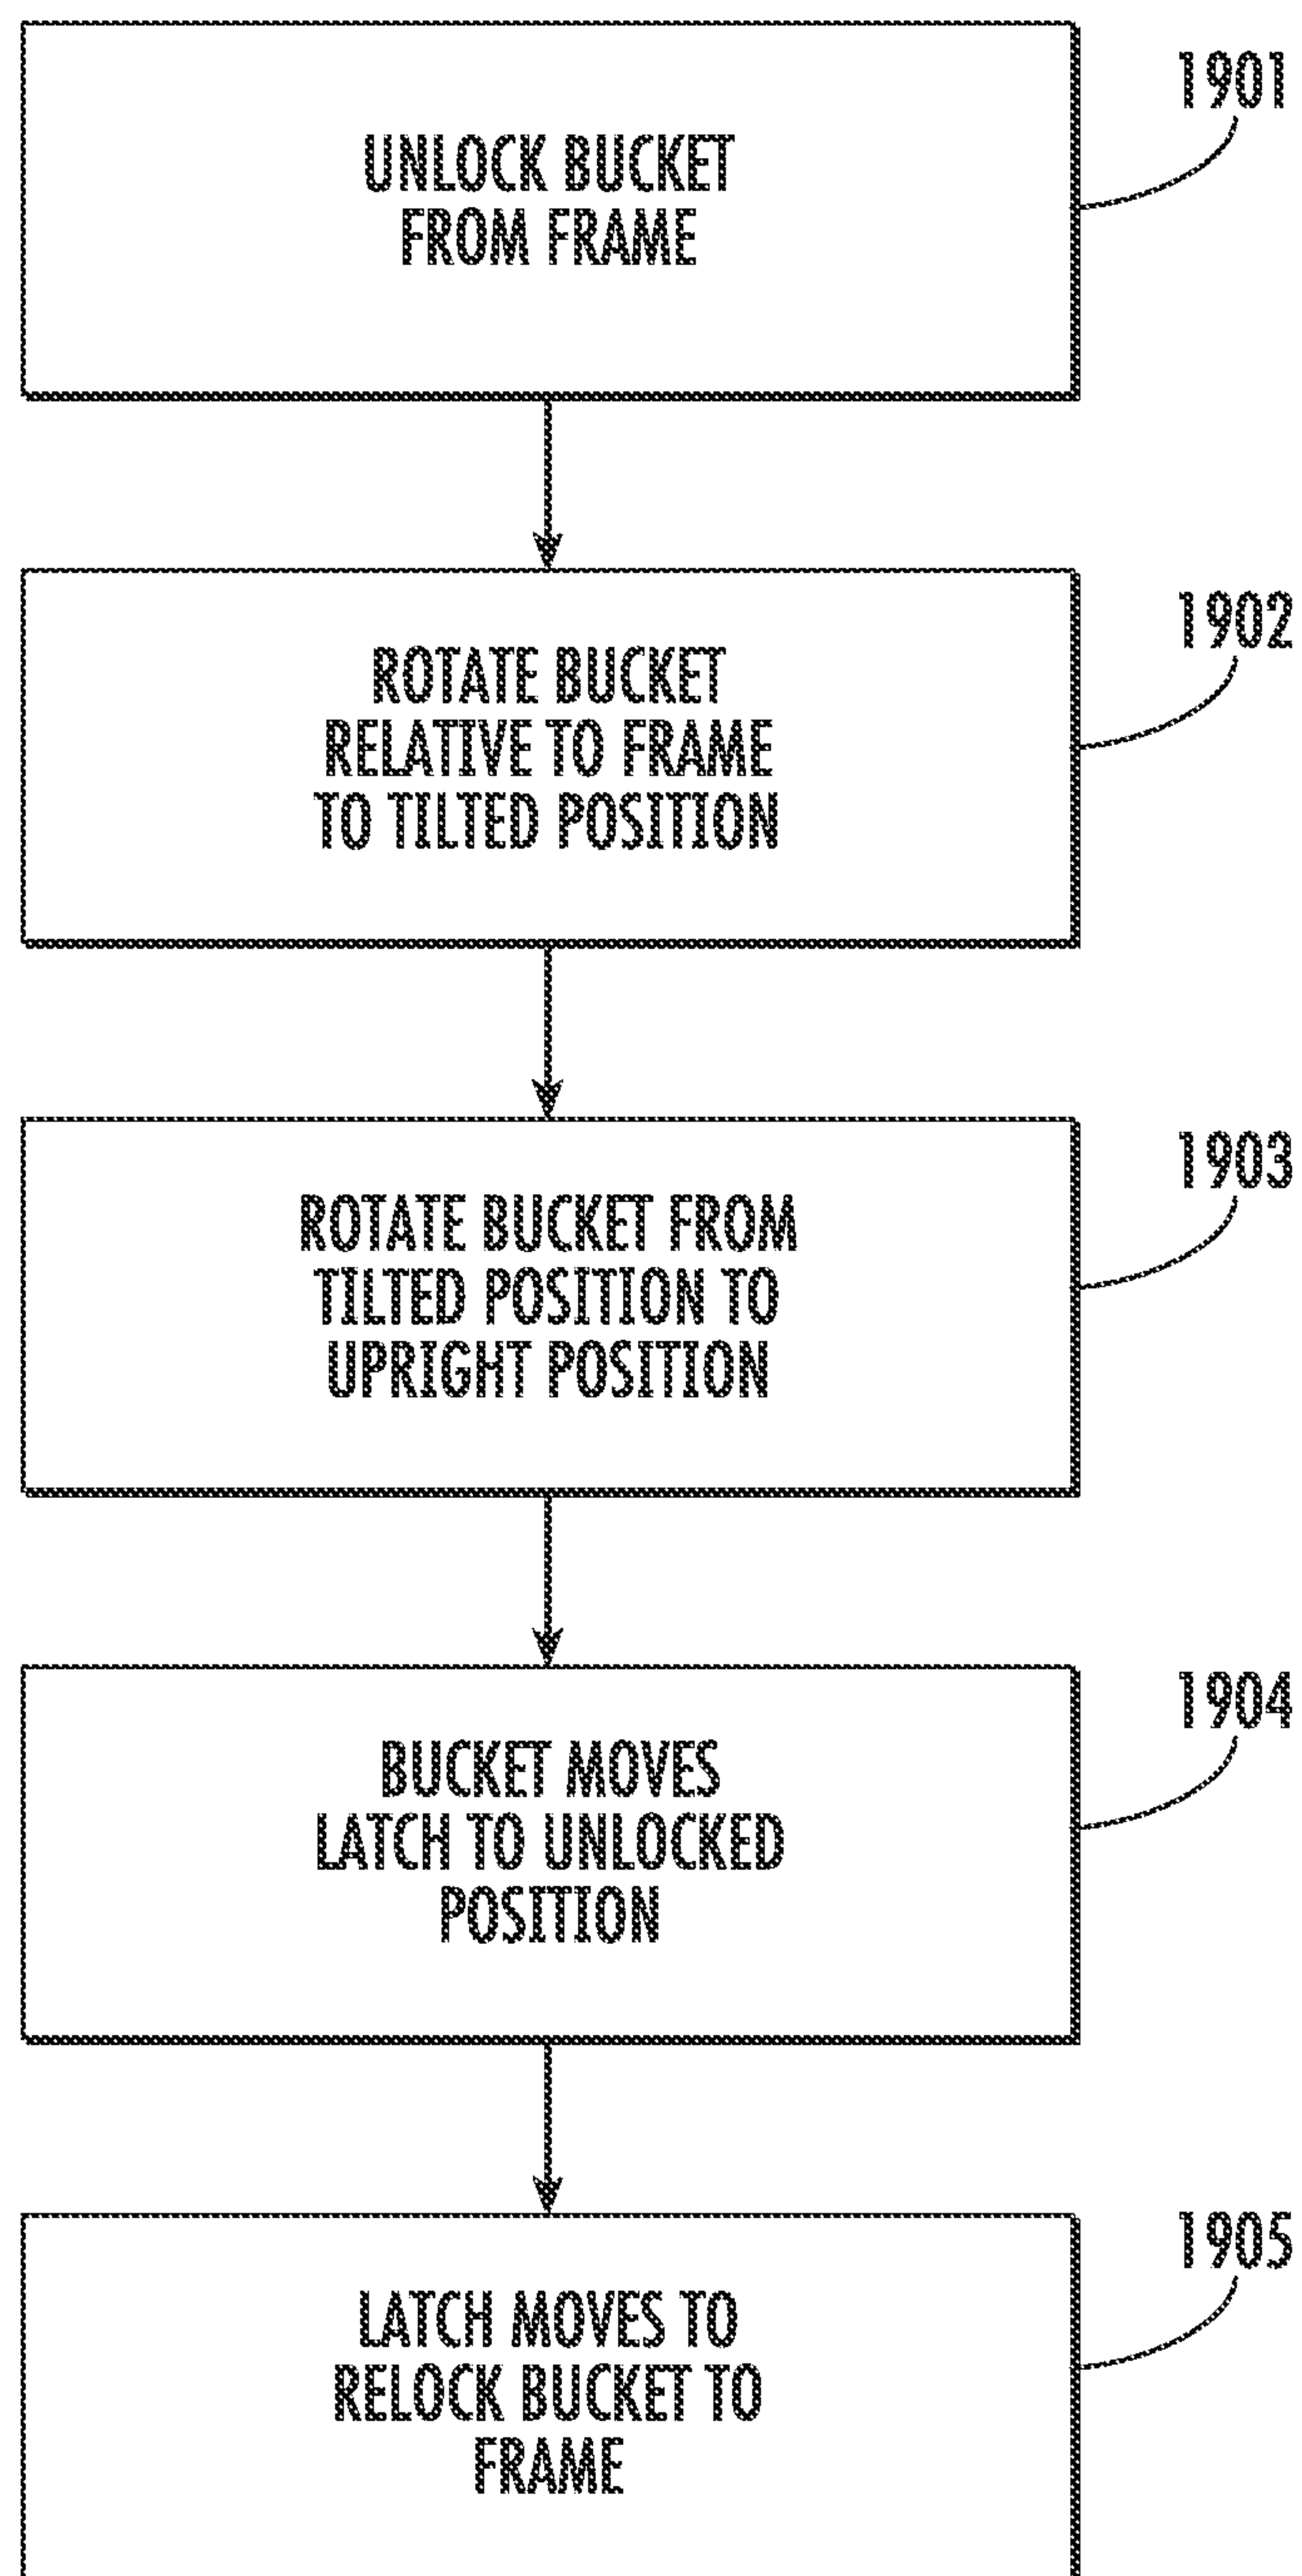 1901
UNLOCK BUCKET
FROM FRAME
1902
ROTATE BUCKET
RELATIVE TO FRAME
TO TILTED POSITION
1903
ROTATE BUCKET FROM
TILTED POSITION TO
UPRIGHT POSITION
1904
BUCKET MOVES
LATCH TO UNLOCKED
POSITION
1905
LATCH MOVES TO
RELOCK BUCKET TO
FRAME